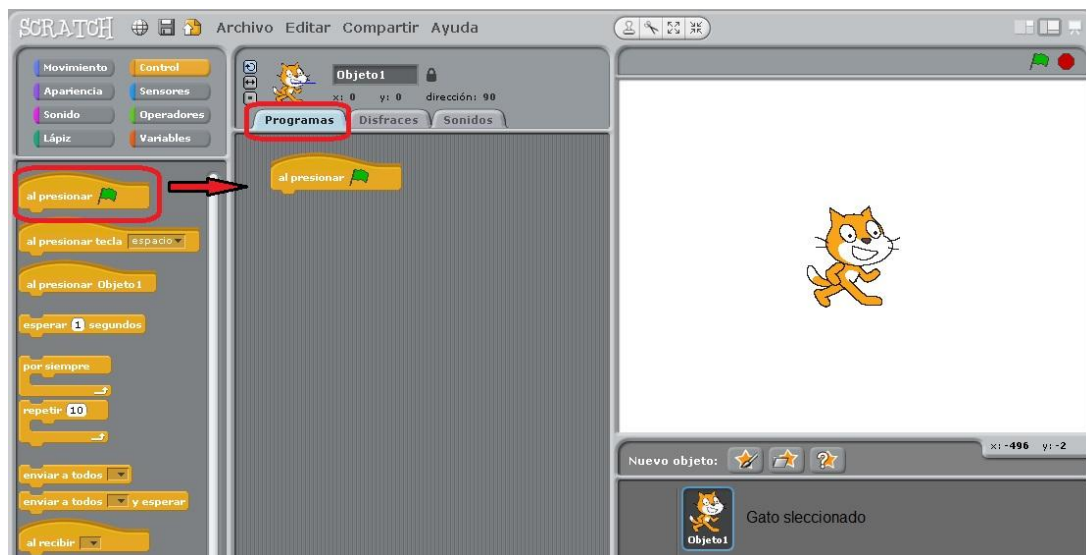 SCRATCH Archivo Editar Compartir Ayuda
Movimiento Control
Apariencia Sensores
Sonido Operadores
Lápiz Variables
al presionar
al presionar tecla espacio
al presionar Objeto1
esperar 1 segundos
por siempre
repetir 10
enviar a todos
enviar a todos y esperar
al recibir
Objeto1
x: 0 y: 0 dirección: 90
Programas Disfraces Sonidos
al presionar
x: -496 y: -2
Nuevo objeto:
Objeto1
Gato sleccionado